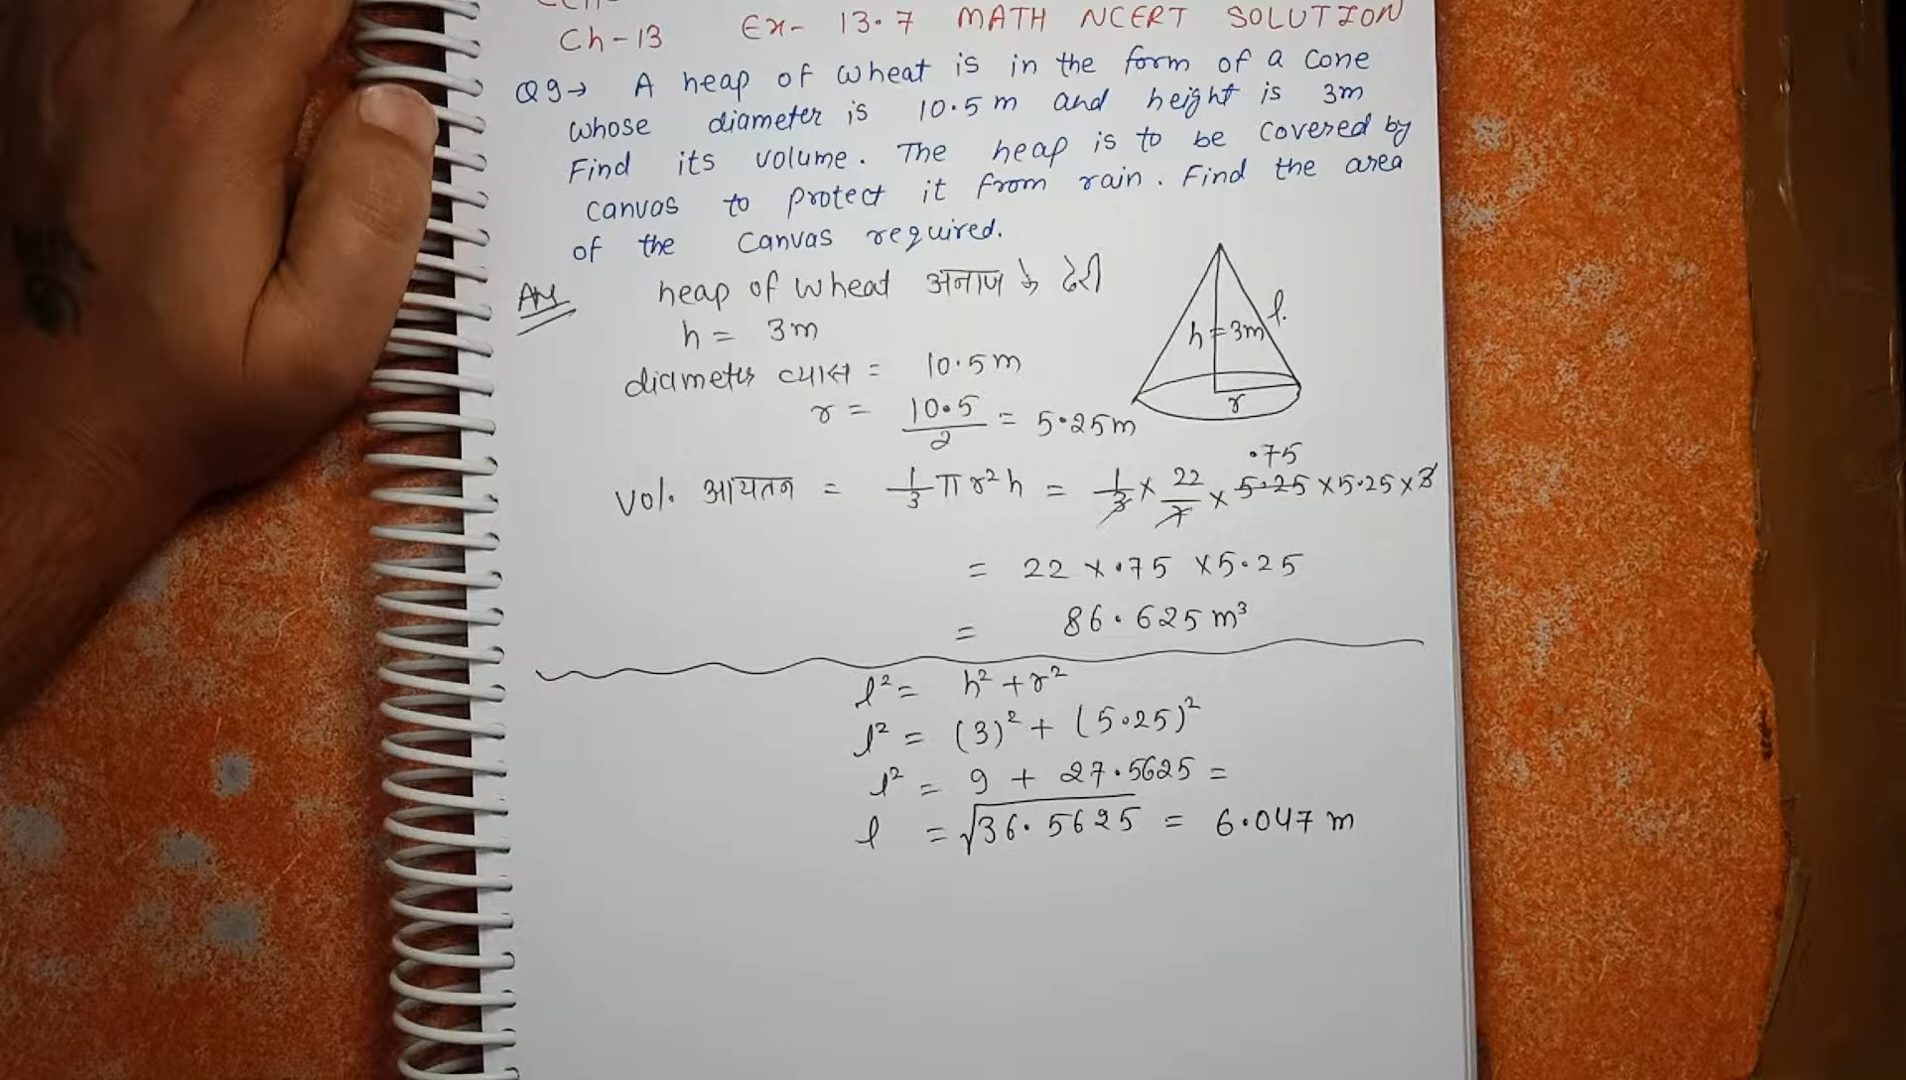 Ch-13 Ex- 13.7 MATH NCERT SOLUTION
Q9→ A heap of wheat is in the form of a cone
whose diameter is 10.5 m and height is 3m
Find its volume. The heap is to be covered by
canvas to protect it from rain. Find the area
of the canvas required.
Ans heap of wheat अनाज के ढेरी
h = 3m
diameter व्यास = 10.5m
r = 10.5/2 = 5.25m
h = 3m
l.
r
.75
Vol. आयतन = 1/3 π r² h = 1/3 × 22/7 × 5.25 × 5.25 × 3
= 22 × .75 × 5.25
= 86.625 m³
l² = h² + r²
l² = (3)² + (5.25)²
l² = 9 + 27.5625 =
l = √36.5625 = 6.047 m